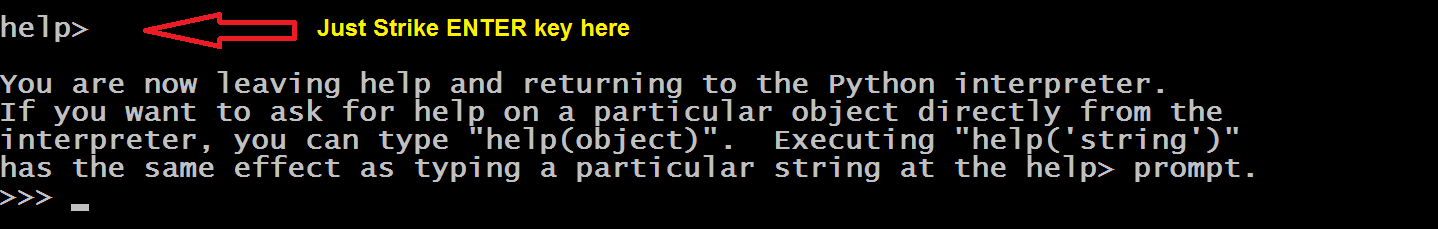 help> Just Strike ENTER key here
You are now leaving help and returning to the Python interpreter.
If you want to ask for help on a particular object directly from the
interpreter, you can type "help(object)".  Executing "help('string')"
has the same effect as typing a particular string at the help> prompt.
>>> _